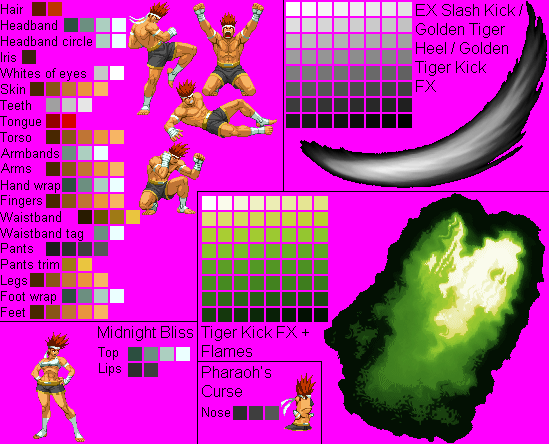 Hair
Headband
Headband circle
Iris
Whites of eyes
Skin
Teeth
Tongue
Torso
Armbands
Arms
Hand wrap
Fingers
Waistband
Waistband tag
Pants
Pants trim
Legs
Foot wrap
Feet
EX Slash Kick /
Golden Tiger
Heel / Golden
Tiger Kick
FX
Midnight Bliss
Top
Lips
Tiger Kick FX +
Flames
Pharaoh's
Curse
Nose